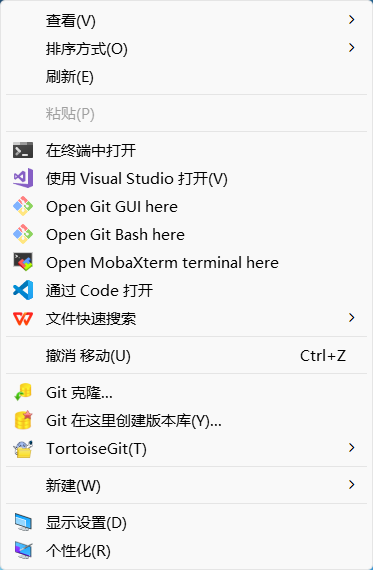 查看(V)
排序方式(O)
刷新(E)
粘贴(P)
在终端中打开
使用 Visual Studio 打开(V)
Open Git GUI here
Open Git Bash here
Open MobaXterm terminal here
通过 Code 打开
文件快速搜索
撤消 移动(U) Ctrl+Z
Git 克隆...
Git 在这里创建版本库(Y)...
TortoiseGit(T)
新建(W)
显示设置(D)
个性化(R)